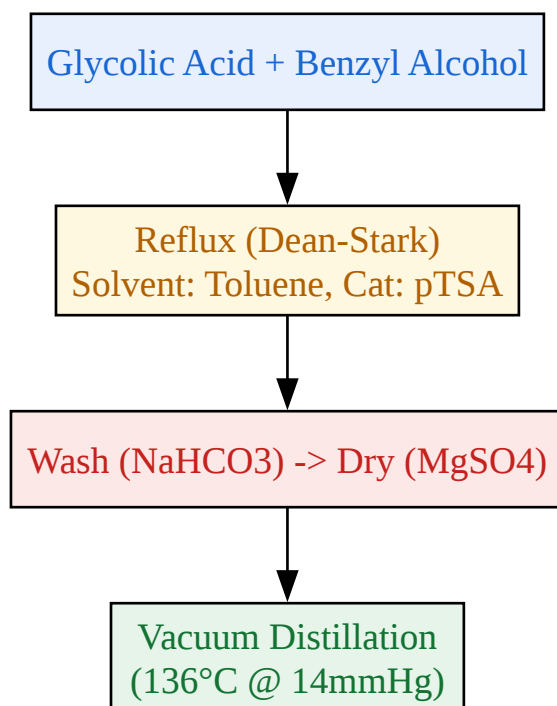 Glycolic Acid + Benzyl Alcohol
Reflux (Dean-Stark)
Solvent: Toluene, Cat: pTSA
Wash (NaHCO3) -> Dry (MgSO4)
Vacuum Distillation
(136°C @ 14mmHg)